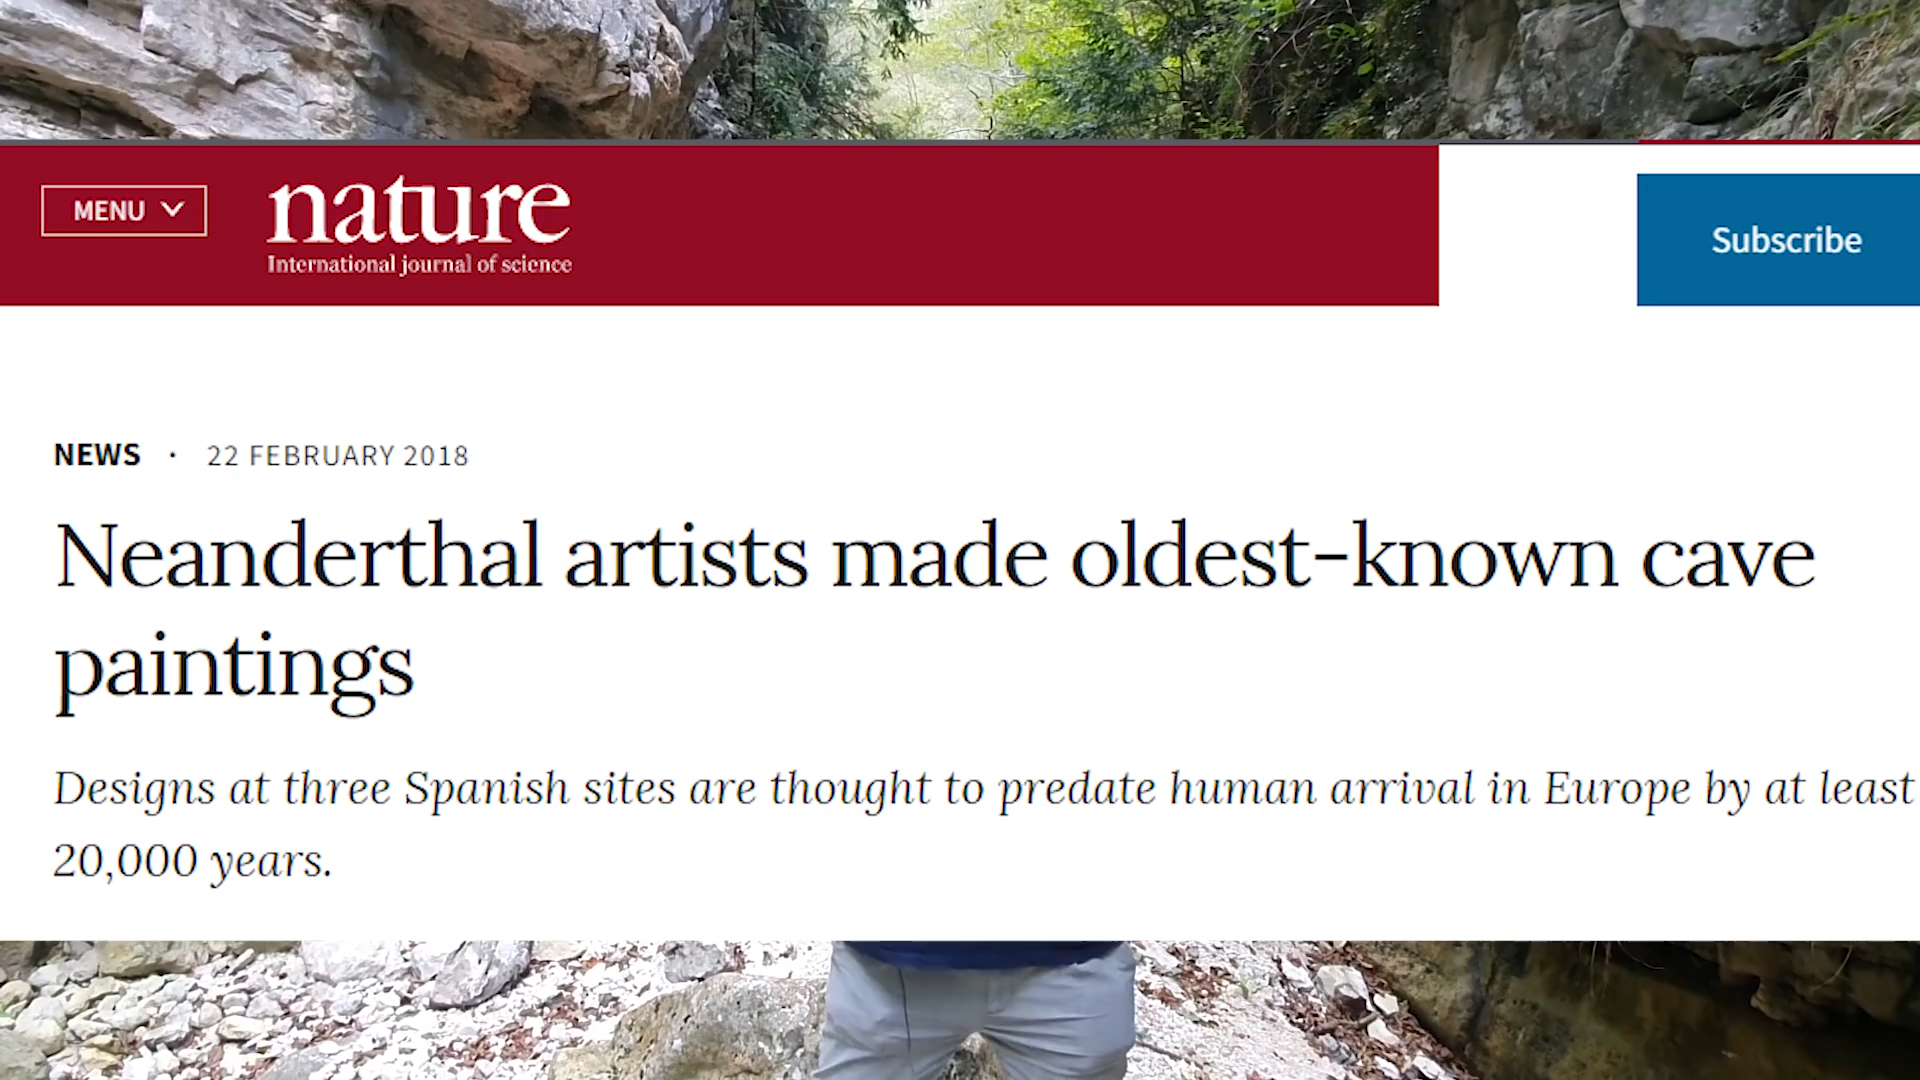 MENU
nature
International journal of science
Subscribe
NEWS · 22 FEBRUARY 2018
Neanderthal artists made oldest-known cave
paintings
Designs at three Spanish sites are thought to predate human arrival in Europe by at least
20,000 years.